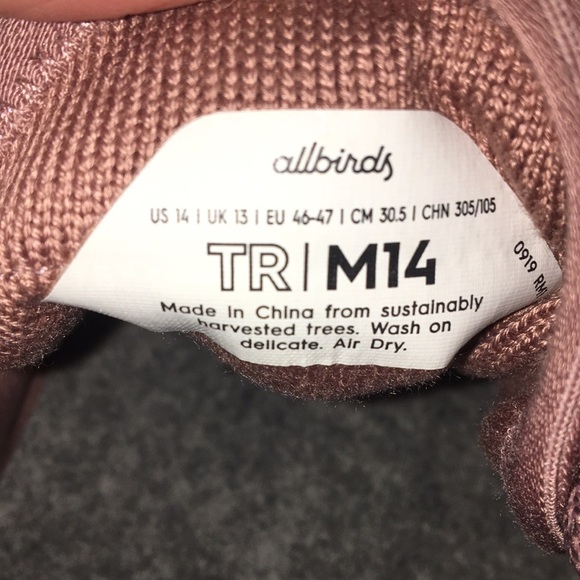 allbirds
US 14 | UK 13 | EU 46-47 | CM 30.5 | CHN 305/105
TR | M14
0919
Made in China from sustainably
harvested trees. Wash on
delicate. Air Dry.